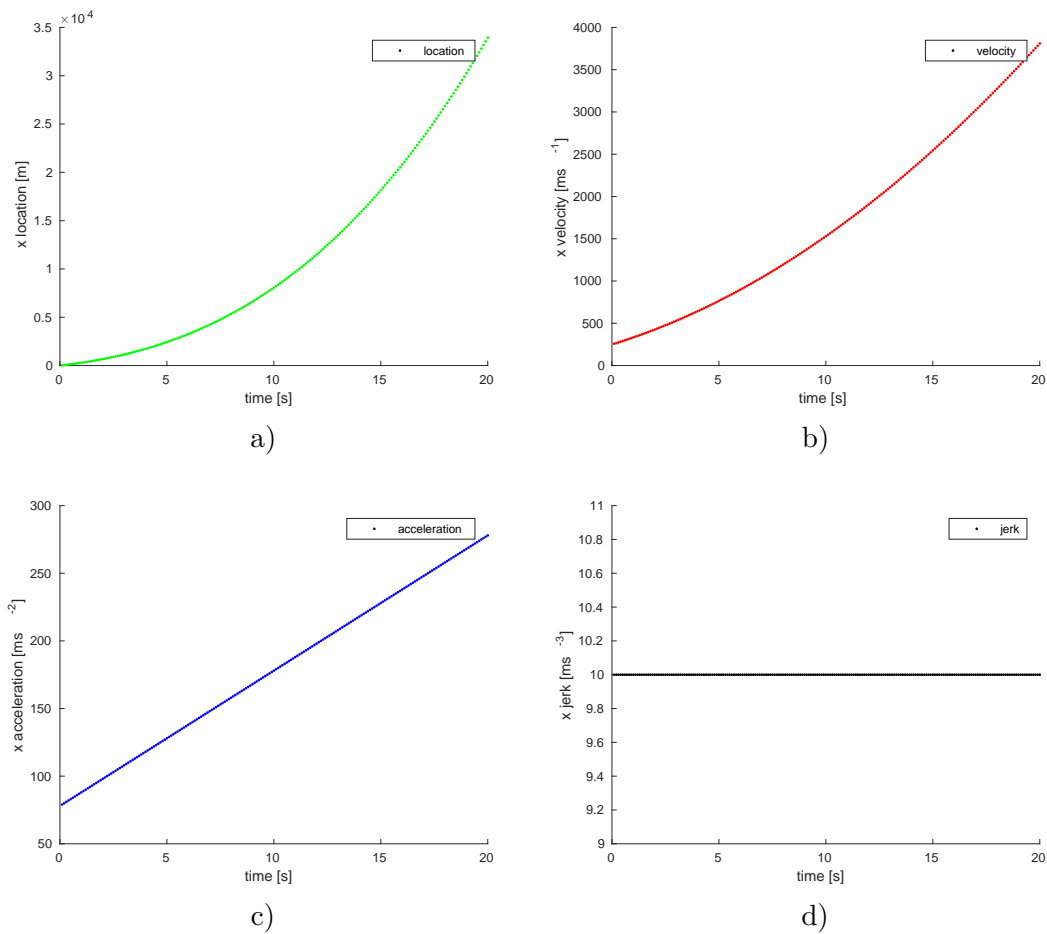 ×10^4
3.5
3
2.5
2
1.5
1
0.5
0
x location [m]
location
0 5 10 15 20
time [s]
a)
4000
3500
3000
2500
2000
1500
1000
500
0
x velocity [ms^-1]
velocity
0 5 10 15 20
time [s]
b)
300
250
200
150
100
50
x acceleration [ms^-2]
acceleration
0 5 10 15 20
time [s]
c)
11
10.8
10.6
10.4
10.2
10
9.8
9.6
9.4
9.2
9
x jerk [ms^-3]
jerk
0 5 10 15 20
time [s]
d)